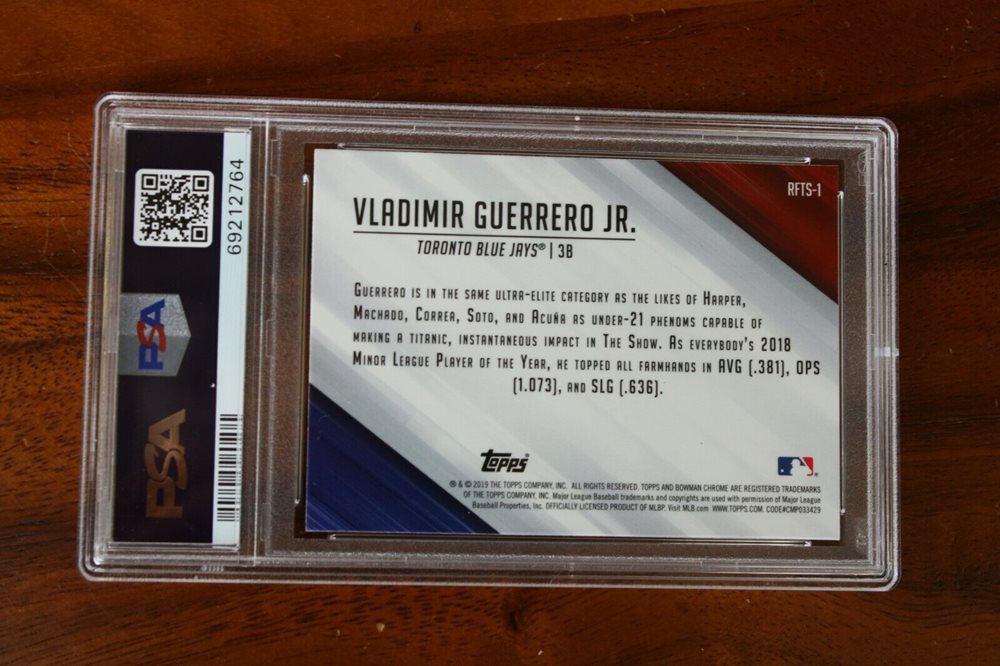 69212764
PSA
PSA
RFTS-1
VLADIMIR GUERRERO JR.
TORONTO BLUE JAYS® | 3B
GUERRERO IS IN THE SAME ULTRA-ELITE CATEGORY AS THE LIKES OF HARPER,
MACHADO, CORREA, SOTO, AND ACUÑA AS UNDER-21 PHENOMS CAPABLE OF
MAKING A TITANIC, INSTANTANEOUS IMPACT IN THE SHOW. AS EVERYBODY'S 2018
MINOR LEAGUE PLAYER OF THE YEAR, HE TOPPED ALL FARMHANDS IN AVG (.381), OPS
(1.073), AND SLG (.636).
Topps
® & © 2019 THE TOPPS COMPANY, INC. ALL RIGHTS RESERVED. TOPPS AND BOWMAN CHROME ARE REGISTERED TRADEMARKS
OF THE TOPPS COMPANY, INC. Major League Baseball trademarks and copyrights are used with permission of Major League
Baseball Properties, Inc. OFFICIALLY LICENSED PRODUCT OF MLBP. Visit MLB.com WWW.TOPPS.COM. CODE#CMP033429